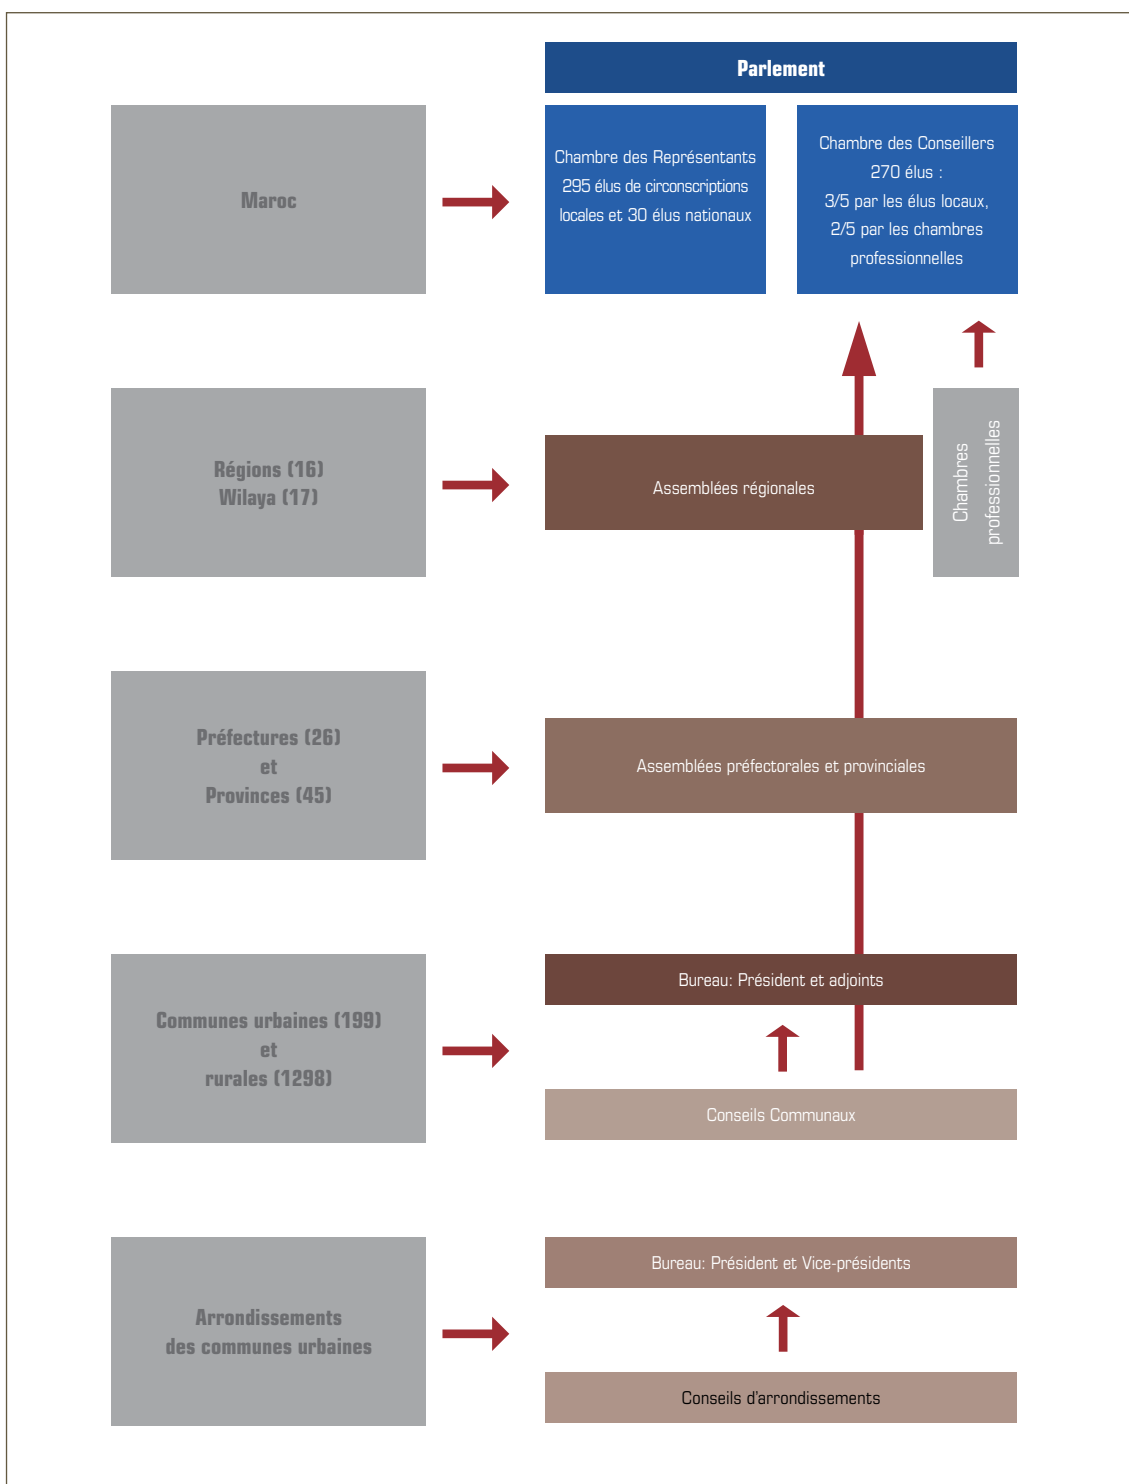 Parlement
Maroc
Chambre des Représentants
295 élus de circonscriptions
locales et 30 élus nationaux
Chambre des Conseillers
270 élus :
3/5 par les élus locaux,
2/5 par les chambres
professionnelles
Régions (16)
Wilaya (17)
Assemblées régionales
Chambres
professionnelles
Préfectures (26)
et
Provinces (45)
Assemblées préfectorales et provinciales
Communes urbaines (199)
et
rurales (1298)
Bureau: Président et adjoints
Conseils Communaux
Arrondissements
des communes urbaines
Bureau: Président et Vice-présidents
Conseils d'arrondissements